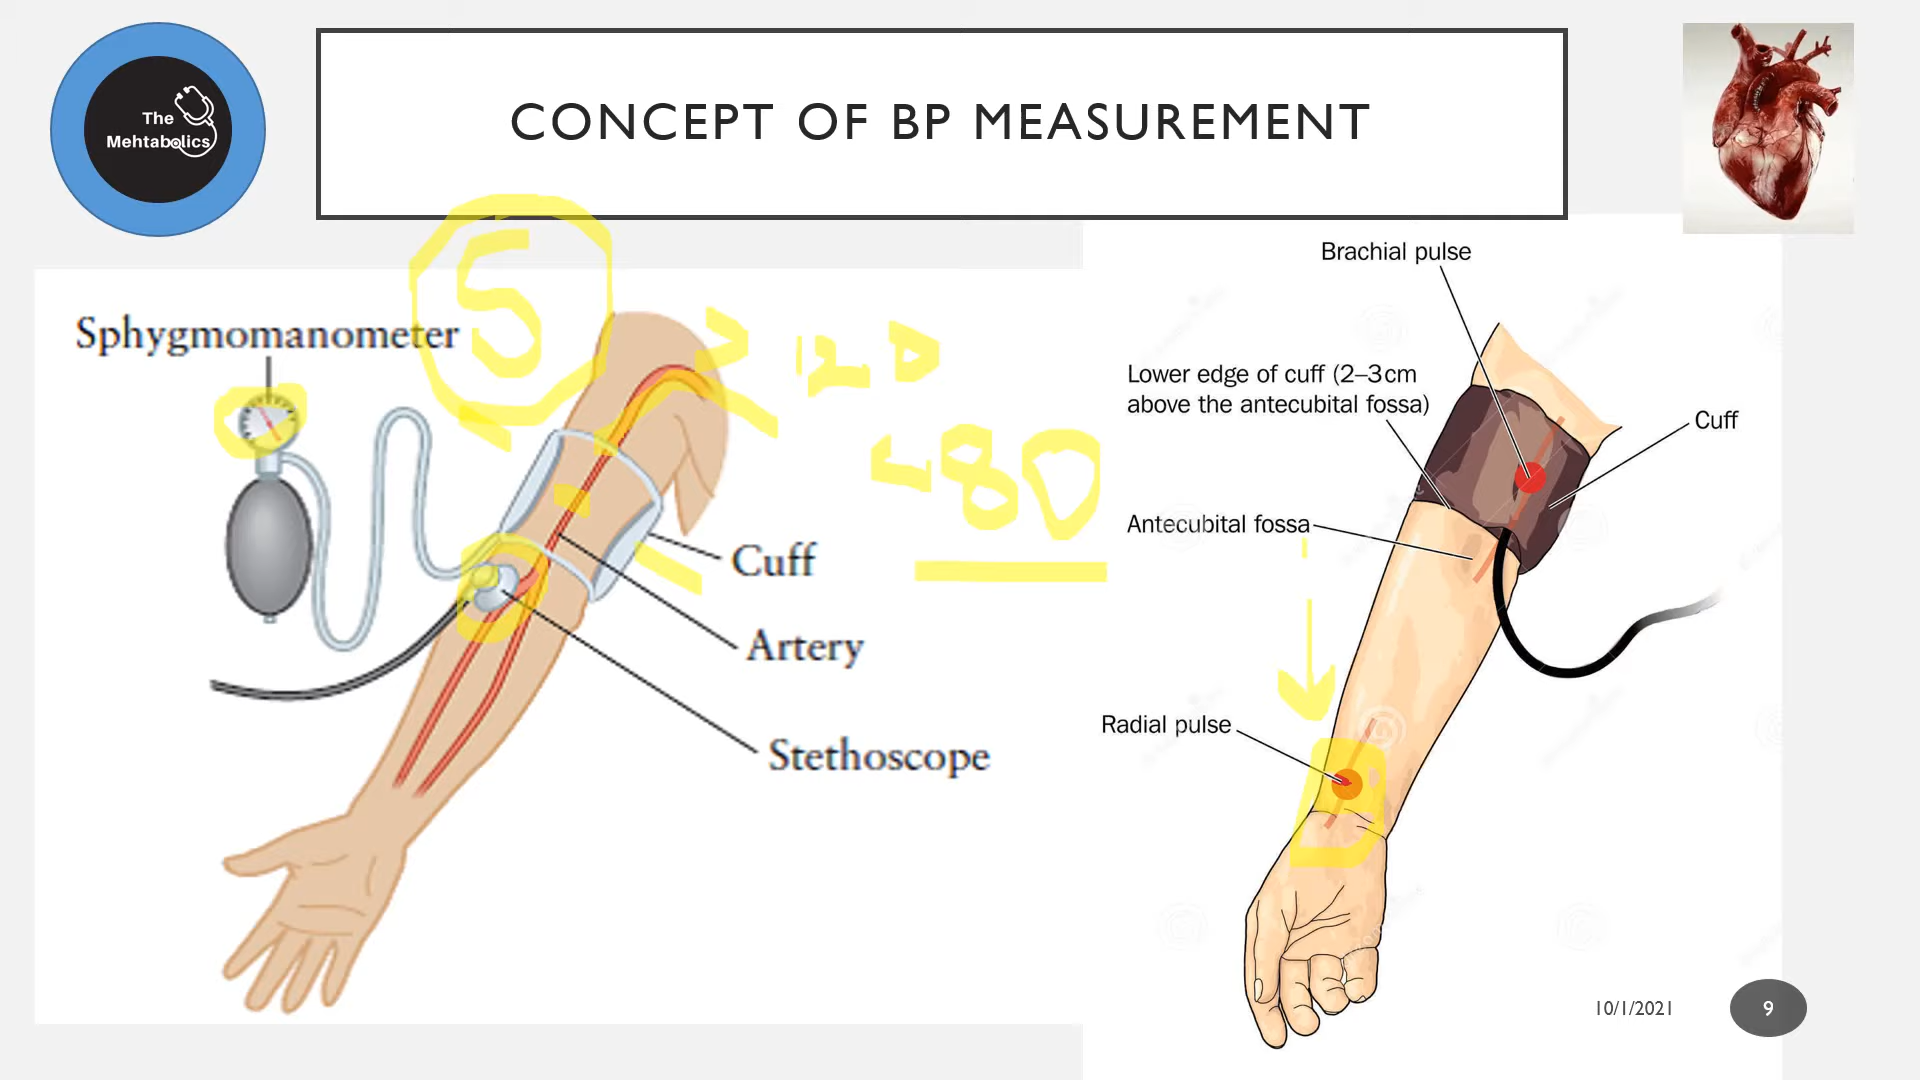 The
Mehtabolics
CONCEPT OF BP MEASUREMENT
Sphygmomanometer
5
> 120
< 80
Cuff
Artery
Stethoscope
Brachial pulse
Lower edge of cuff (2–3cm
above the antecubital fossa)
Cuff
Antecubital fossa
Radial pulse
10/1/2021
9